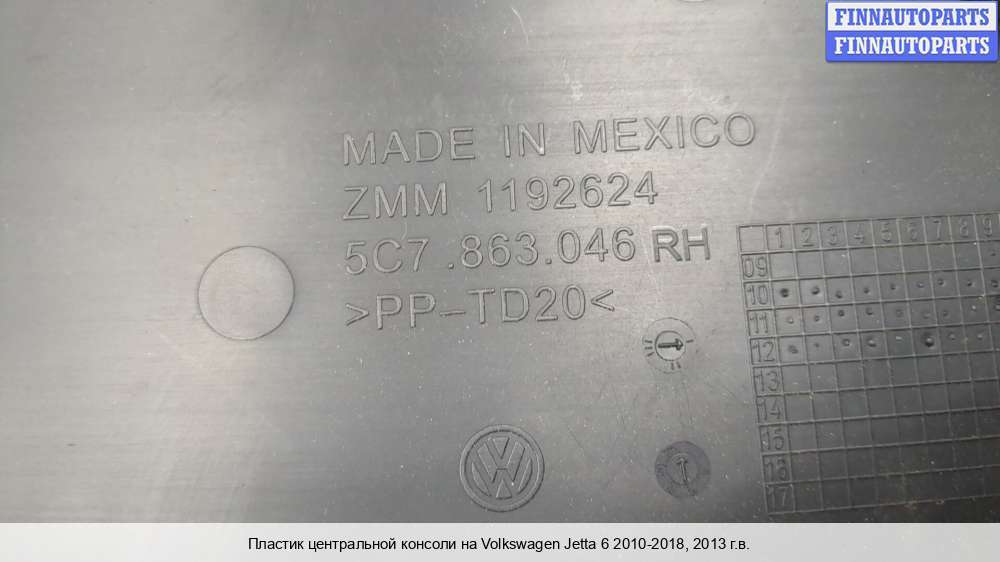 FINNAUTOPARTS
FINNAUTOPARTS
MADE IN MEXICO
ZMM 1192624
5C7.863.046 RH
>PP-TD20<
1 2 3 4 5 6 7 8 9
09
10
11
12
13
14
15
16
17
Пластик центральной консоли на Volkswagen Jetta 6 2010-2018, 2013 г.в.